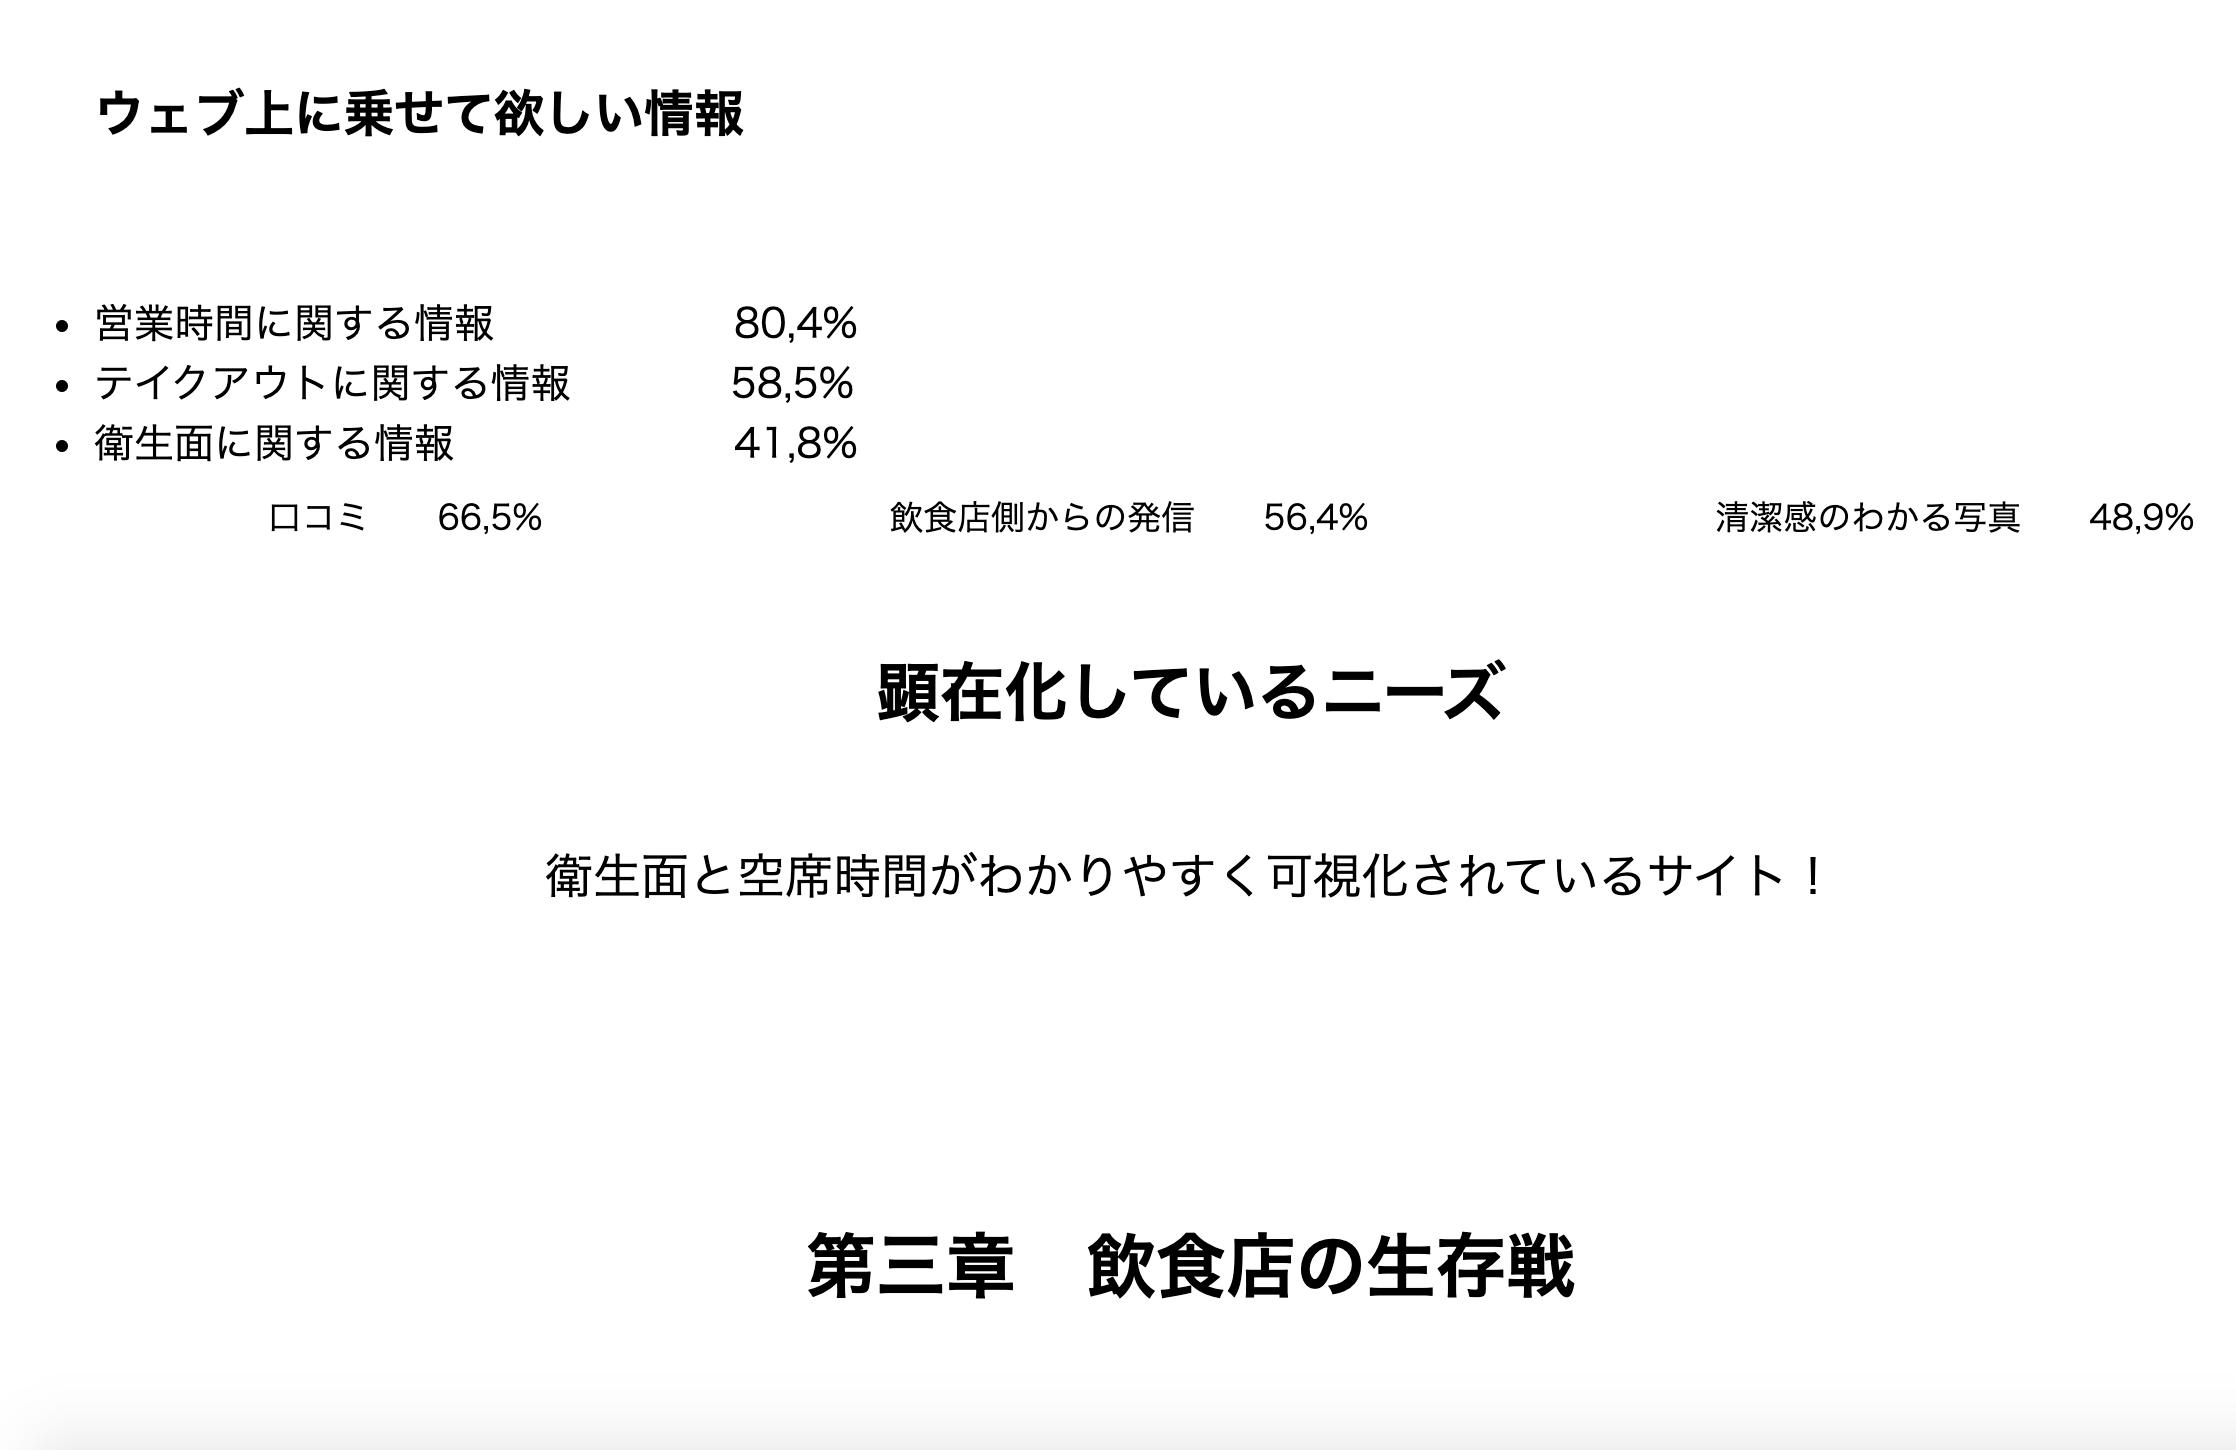 ウェブ上に乗せて欲しい情報
• 営業時間に関する情報　　　　　　80,4%
• テイクアウトに関する情報　　　　58,5%
• 衛生面に関する情報　　　　　　　41,8%
口コミ　　66,5%　　　　飲食店側からの発信　　56,4%　　　　清潔感のわかる写真　　48,9%
顕在化しているニーズ
衛生面と空席時間がわかりやすく可視化されているサイト！
第三章　飲食店の生存戦